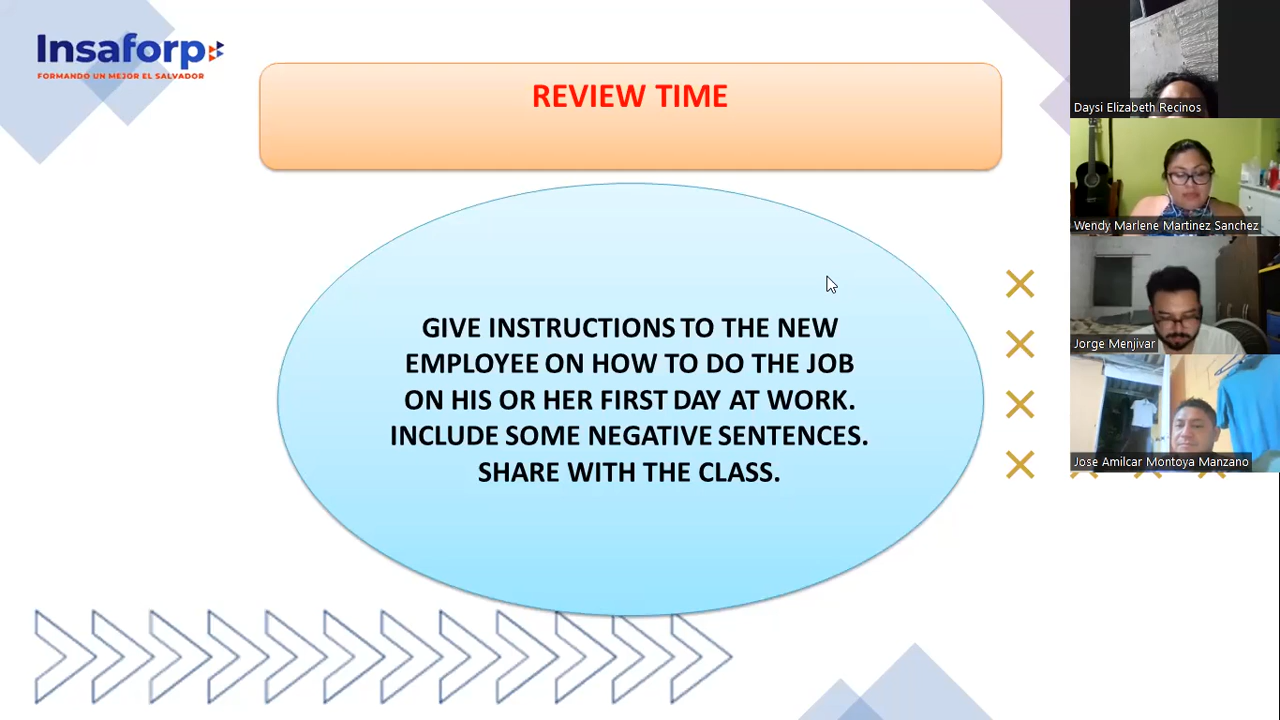 Insaforp
FORMANDO UN MEJOR EL SALVADOR
REVIEW TIME
GIVE INSTRUCTIONS TO THE NEW
EMPLOYEE ON HOW TO DO THE JOB
ON HIS OR HER FIRST DAY AT WORK.
INCLUDE SOME NEGATIVE SENTENCES.
SHARE WITH THE CLASS.
Daysi Elizabeth Recinos
Wendy Marlene Martinez Sanchez
Jorge Menjivar
Jose Amilcar Montoya Manzano